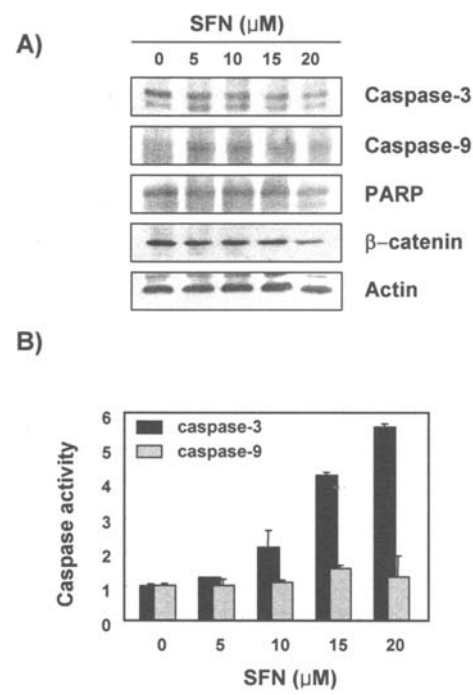 A)
SFN (μM)
0 5 10 15 20
Caspase-3
Caspase-9
PARP
β–catenin
Actin
B)
Caspase activity
6
5
4
3
2
1
0
caspase-3
caspase-9
0 5 10 15 20
SFN (μM)